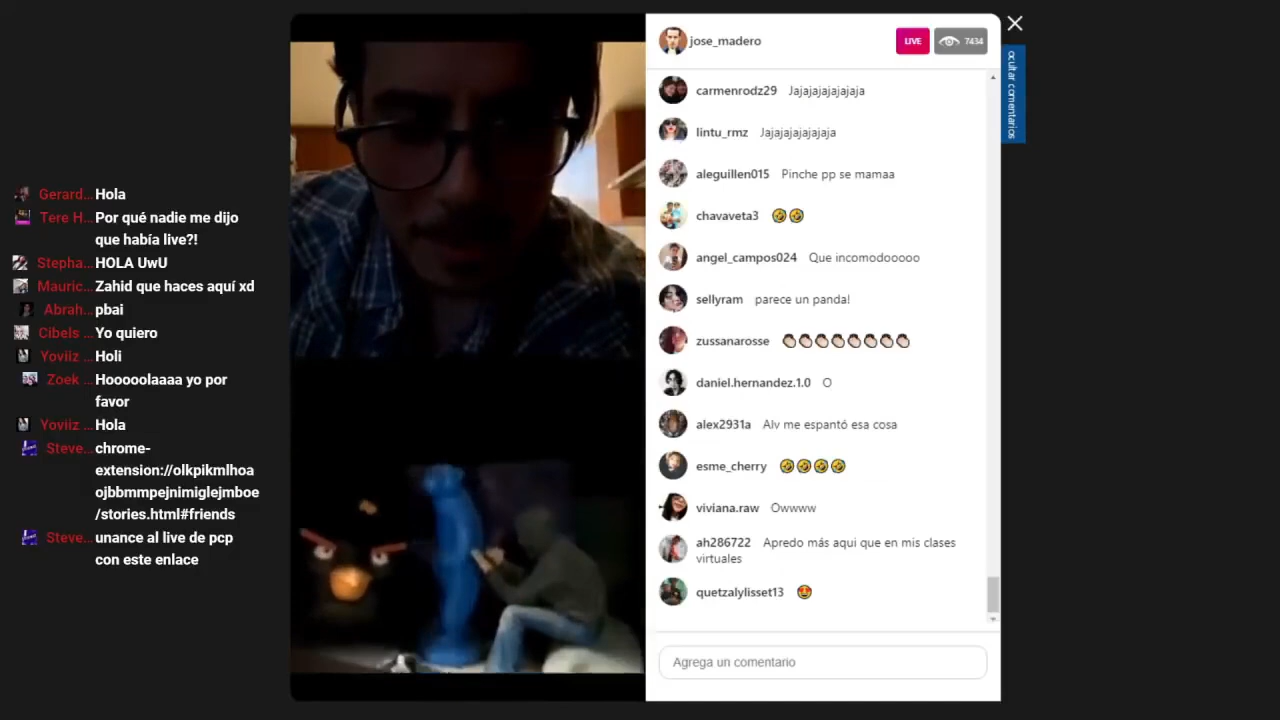 Gerard... Hola
Tere H... Por qué nadie me dijo
que había live?!
Stepha... HOLA UwU
Mauric... Zahid que haces aquí xd
Abrah... pbai
Cibels ... Yo quiero
Yoviiz ... Holi
Zoek ... Hooooolaaaa yo por
favor
Yoviiz ... Hola
Steve... chrome-
extension://olkpikmlhoa
ojbbmmpejnimiglejmboe
/stories.html#friends
Steve... unance al live de pcp
con este enlace
jose_madero
LIVE
7434
ocultar comentarios
carmenrodz29 Jajajajajajajaja
lintu_rmz Jajajajajajajaja
aleguillen015 Pinche pp se mamaa
chavaveta3 🤣🤣
angel_campos024 Que incomodooooo
sellyram parece un panda!
zussanarosse 👏🏻👏🏻👏🏻👏🏻👏🏻👏🏻👏🏻👏🏻
daniel.hernandez.1.0 O
alex2931a Alv me espantó esa cosa
esme_cherry 🤣🤣🤣🤣
viviana.raw Owwww
ah286722 Apredo más aqui que en mis clases
virtuales
quetzalylisset13 😍
Agrega un comentario